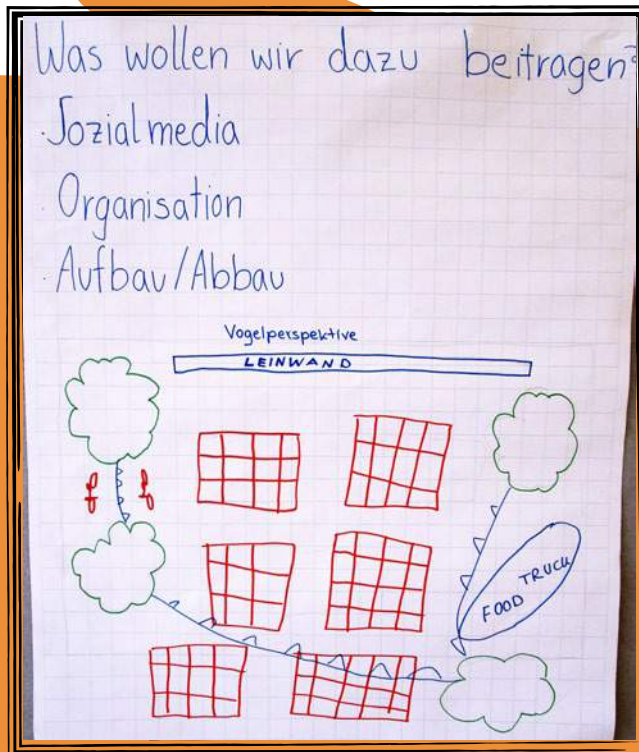 Was wollen wir dazu beitragen?
· Sozialmedia
· Organisation
· Aufbau/Abbau
Vogelperspektive
LEINWAND
FOOD TRUCK